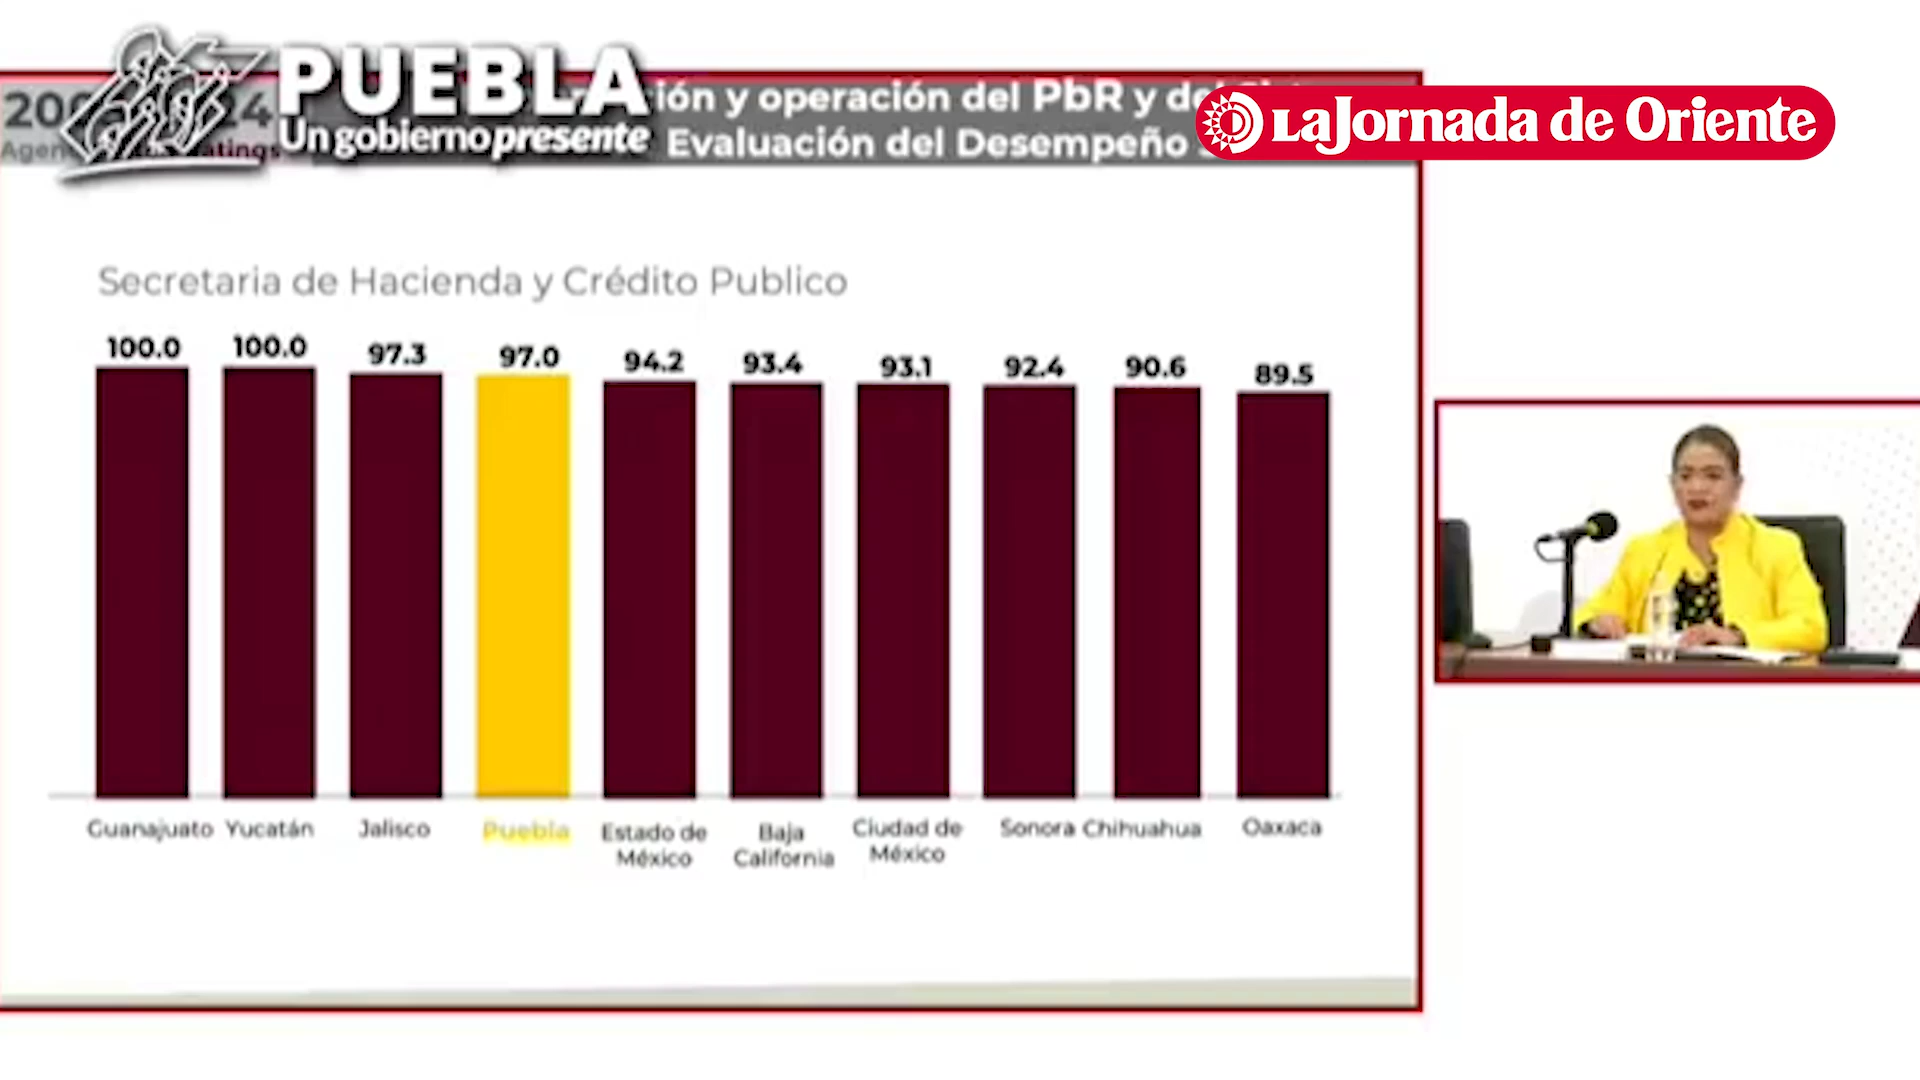 PUEBLA
Un gobierno presente
ión y operación del PbR y de
Evaluación del Desempeño
La Jornada de Oriente
Secretaria de Hacienda y Crédito Publico
100.0 100.0 97.3 97.0 94.2 93.4 93.1 92.4 90.6 89.5
Guanajuato Yucatán Jalisco Puebla Estado de México Baja California Ciudad de México Sonora Chihuahua Oaxaca